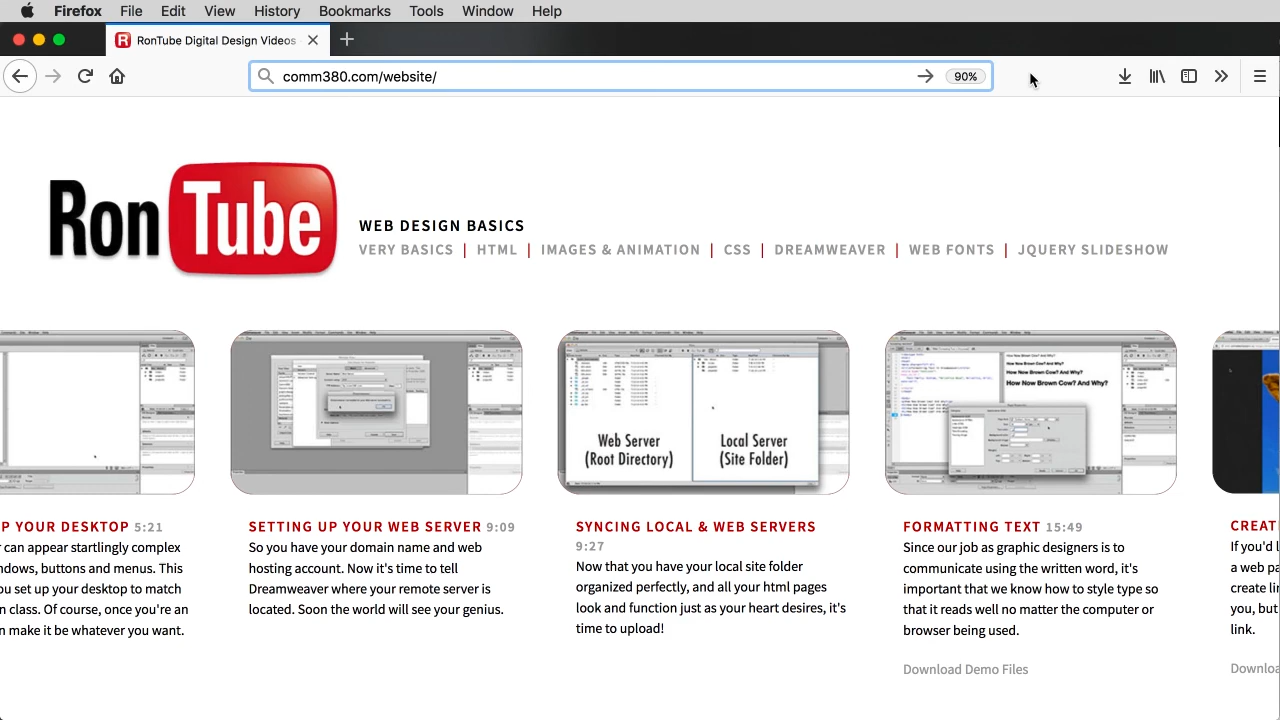 Firefox File Edit View History Bookmarks Tools Window Help
RonTube Digital Design Videos
comm380.com/website/
90%
RonTube
WEB DESIGN BASICS
VERY BASICS | HTML | IMAGES & ANIMATION | CSS | DREAMWEAVER | WEB FONTS | JQUERY SLIDESHOW
P YOUR DESKTOP 5:21
r can appear startlingly complex
ndows, buttons and menus. This
ou set up your desktop to match
n class. Of course, once you're an
n make it be whatever you want.
SETTING UP YOUR WEB SERVER 9:09
So you have your domain name and web
hosting account. Now it's time to tell
Dreamweaver where your remote server is
located. Soon the world will see your genius.
Web Server
(Root Directory)
Local Server
(Site Folder)
SYNCING LOCAL & WEB SERVERS
9:27
Now that you have your local site folder
organized perfectly, and all your html pages
look and function just as your heart desires, it's
time to upload!
How Now Brown Cow? And Why?
How Now Brown Cow? And Why?
How Now Brown Cow? And Why?
FORMATTING TEXT 15:49
Since our job as graphic designers is to
communicate using the written word, it's
important that we know how to style type so
that it reads well no matter the computer or
browser being used.
Download Demo Files
CREAT
If you'd l
a web pa
create li
you, but
link.
Downloa